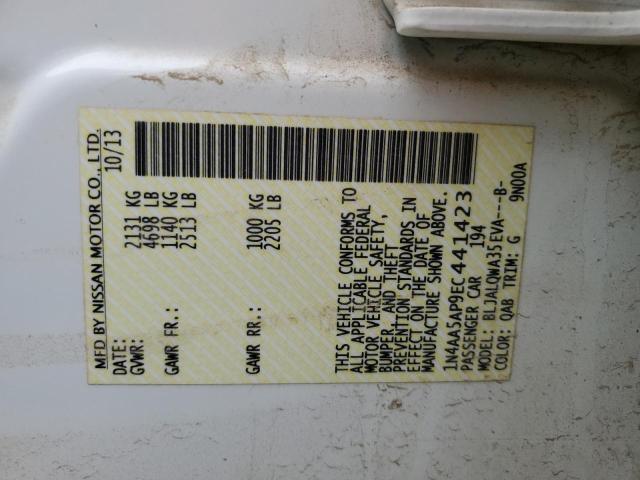 MFD BY NISSAN MOTOR CO., LTD.
DATE: 10/13
GVWR: 2131 KG
4698 LB
GAWR FR.: 1140 KG
2513 LB
GAWR RR.: 1000 KG
2205 LB
THIS VEHICLE CONFORMS TO
ALL APPLICABLE FEDERAL
MOTOR VEHICLE SAFETY,
BUMPER, AND THEFT
PREVENTION STANDARDS IN
EFFECT ON THE DATE OF
MANUFACTURE SHOWN ABOVE.
1N4AA5AP9EC441423
PASSENGER CAR 194
MODEL: BLJALQWA35EVA---B-
COLOR: QAB TRIM: G 9N00A